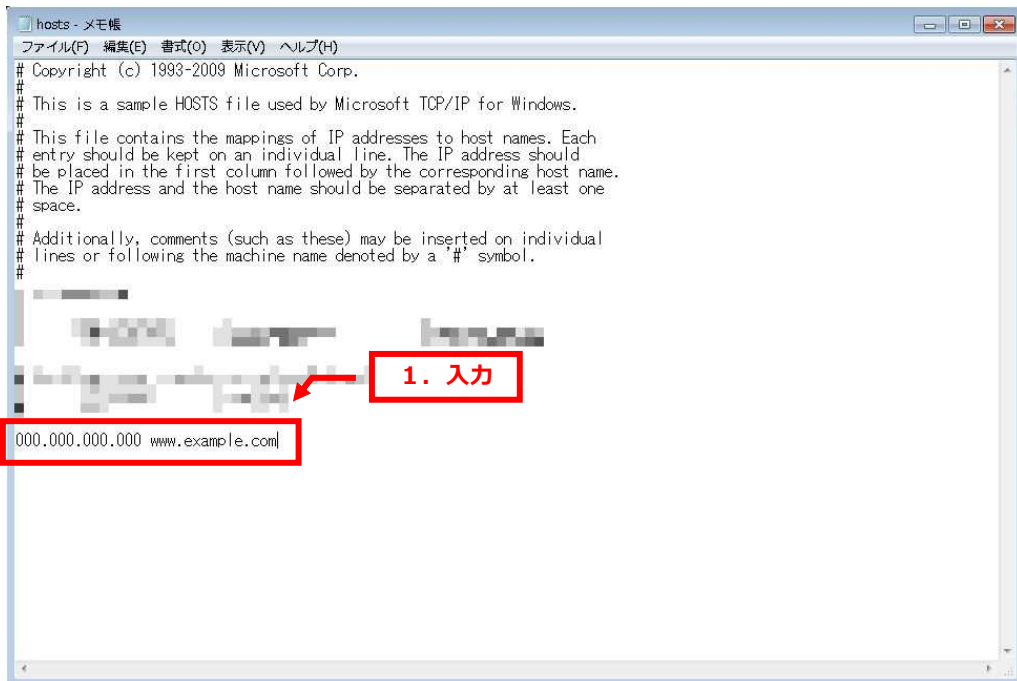 hosts - メモ帳
ファイル(F) 編集(E) 書式(O) 表示(V) ヘルプ(H)
# Copyright (c) 1993-2009 Microsoft Corp.
#
# This is a sample HOSTS file used by Microsoft TCP/IP for Windows.
#
# This file contains the mappings of IP addresses to host names. Each
# entry should be kept on an individual line. The IP address should
# be placed in the first column followed by the corresponding host name.
# The IP address and the host name should be separated by at least one
# space.
#
# Additionally, comments (such as these) may be inserted on individual
# lines or following the machine name denoted by a '#' symbol.
#
1. 入力
000.000.000.000 www.example.com